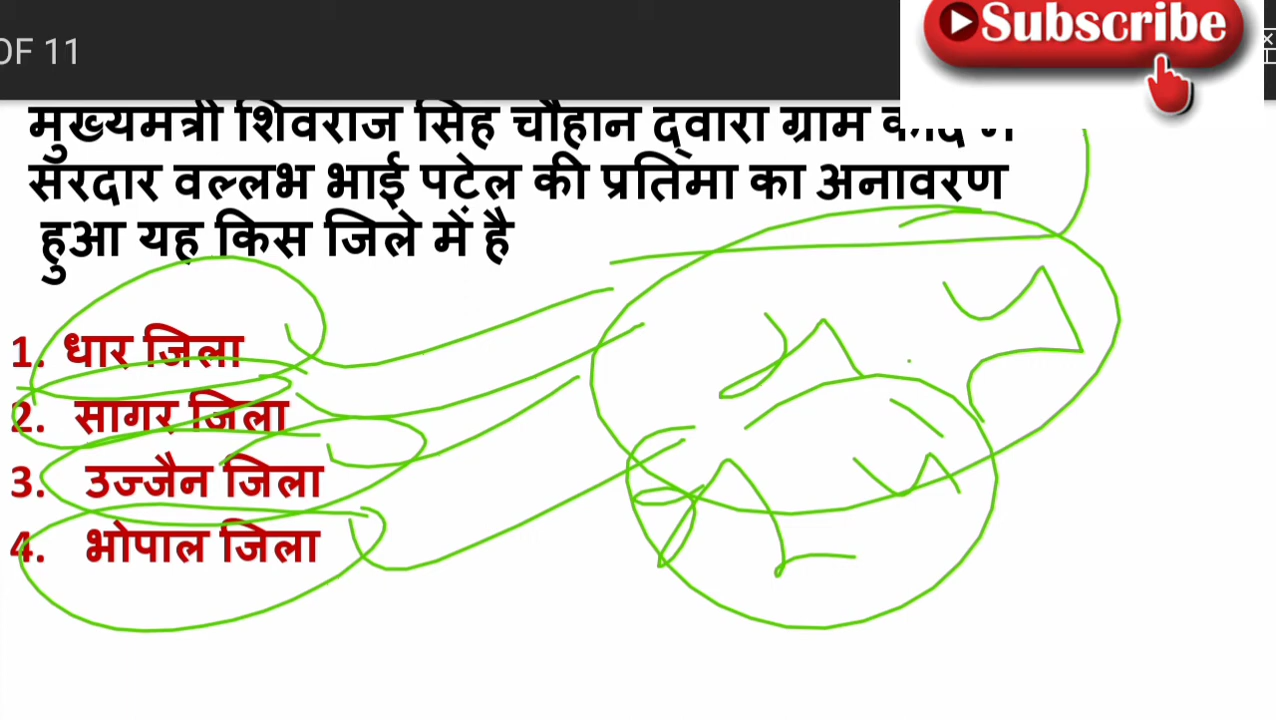 OF 11
Subscribe
मुख्यमंत्री शिवराज सिंह चौहान द्वारा ग्राम
सरदार वल्लभ भाई पटेल की प्रतिमा का अनावरण
हुआ यह किस जिले में है
1. धार जिला
2. सागर जिला
3. उज्जैन जिला
4. भोपाल जिला